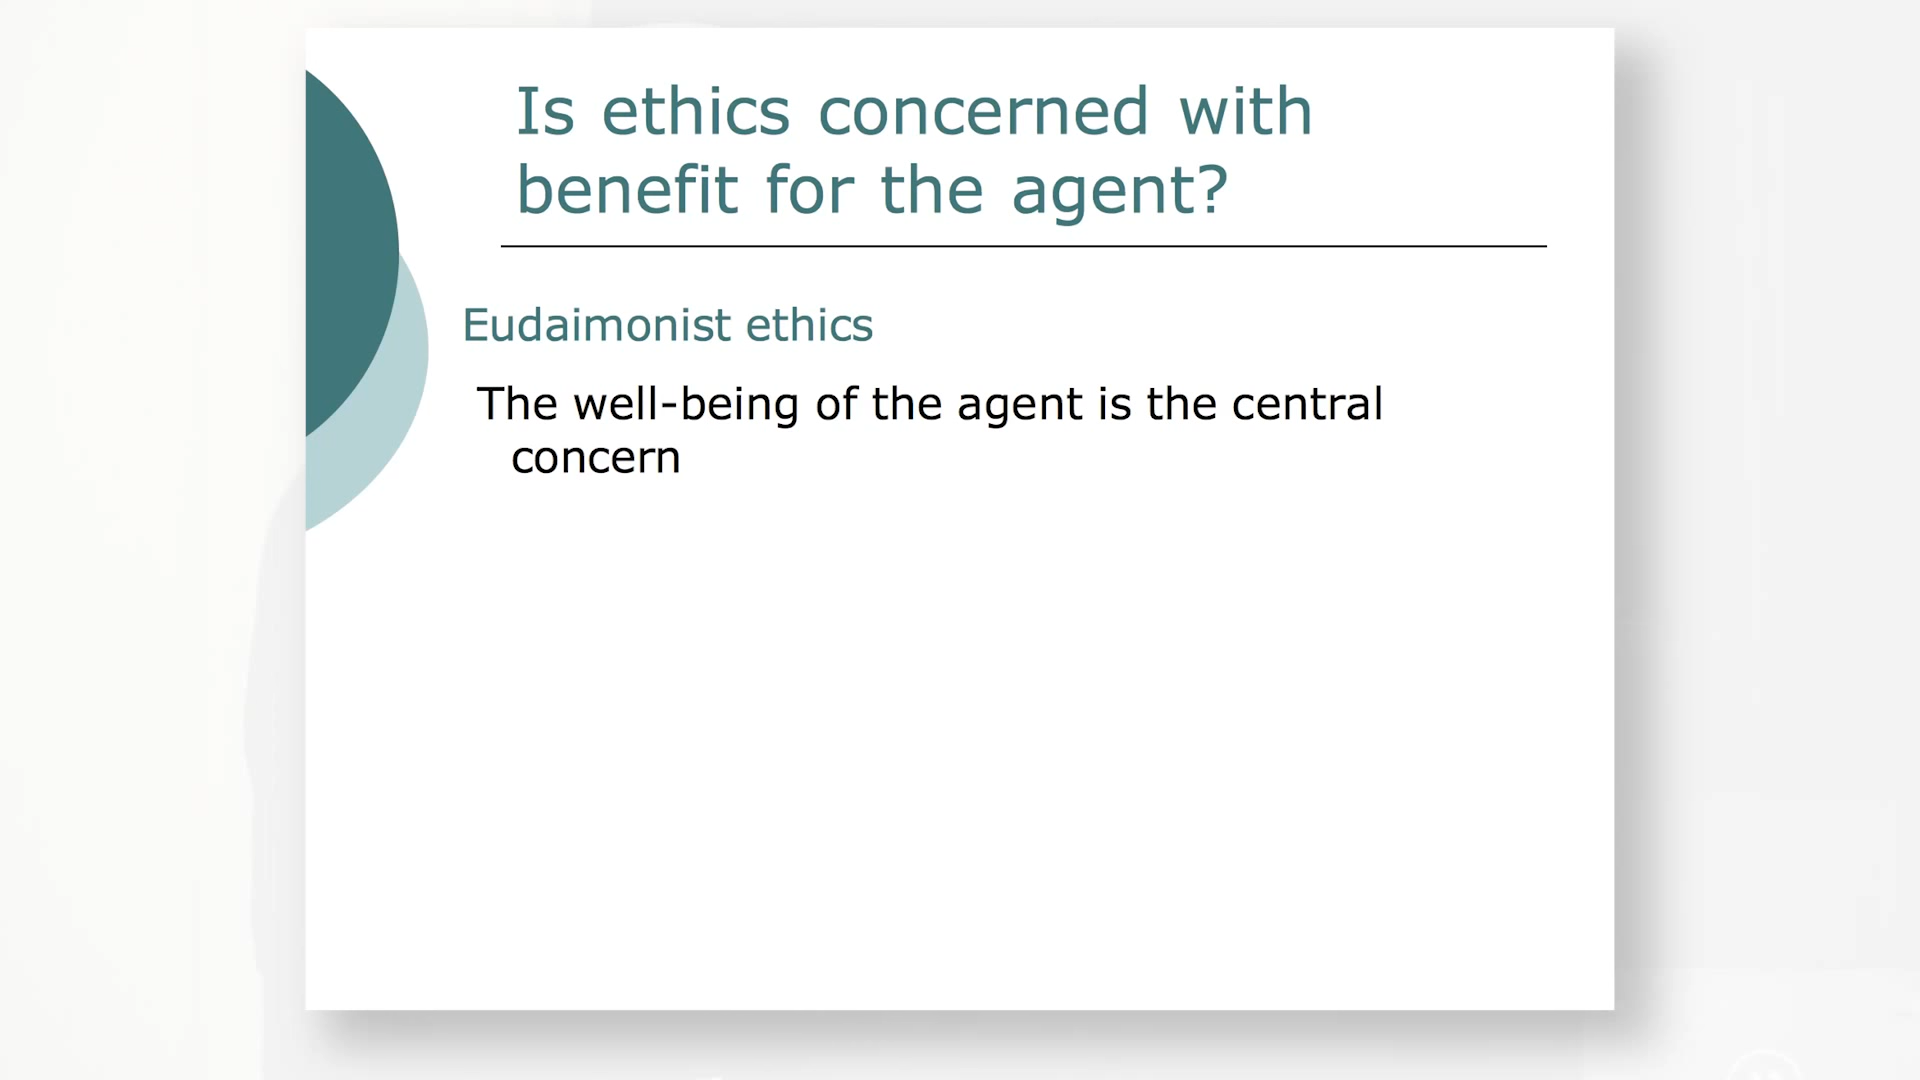 Is ethics concerned with
benefit for the agent?
Eudaimonist ethics
The well-being of the agent is the central
concern